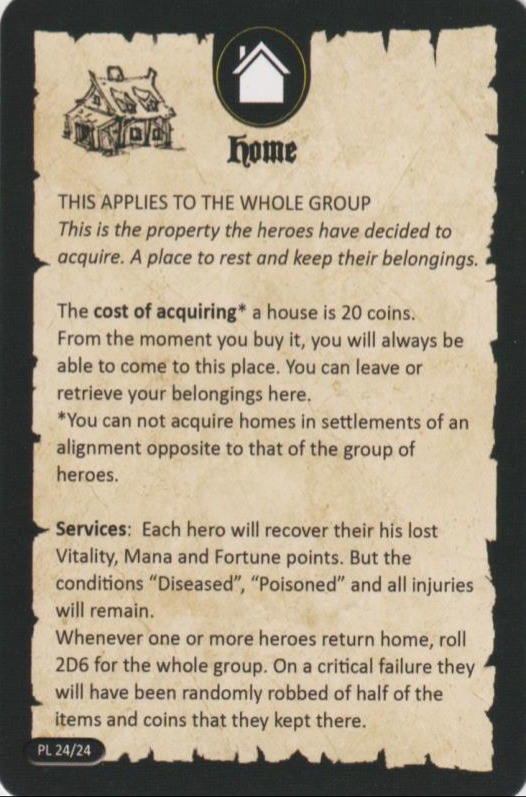 Home
THIS APPLIES TO THE WHOLE GROUP
This is the property the heroes have decided to
acquire. A place to rest and keep their belongings.
The cost of acquiring* a house is 20 coins.
From the moment you buy it, you will always be
able to come to this place. You can leave or
retrieve your belongings here.
*You can not acquire homes in settlements of an
alignment opposite to that of the group of
heroes.
Services:  Each hero will recover their his lost
Vitality, Mana and Fortune points. But the
conditions “Diseased”, “Poisoned” and all injuries
will remain.
Whenever one or more heroes return home, roll
2D6 for the whole group. On a critical failure they
will have been randomly robbed of half of the
items and coins that they kept there.
PL 24/24